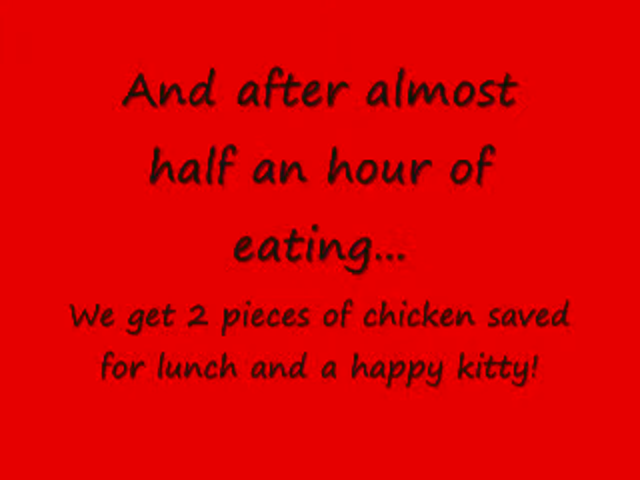 And after almost
half an hour of
eating...
We get 2 pieces of chicken saved
for lunch and a happy kitty!